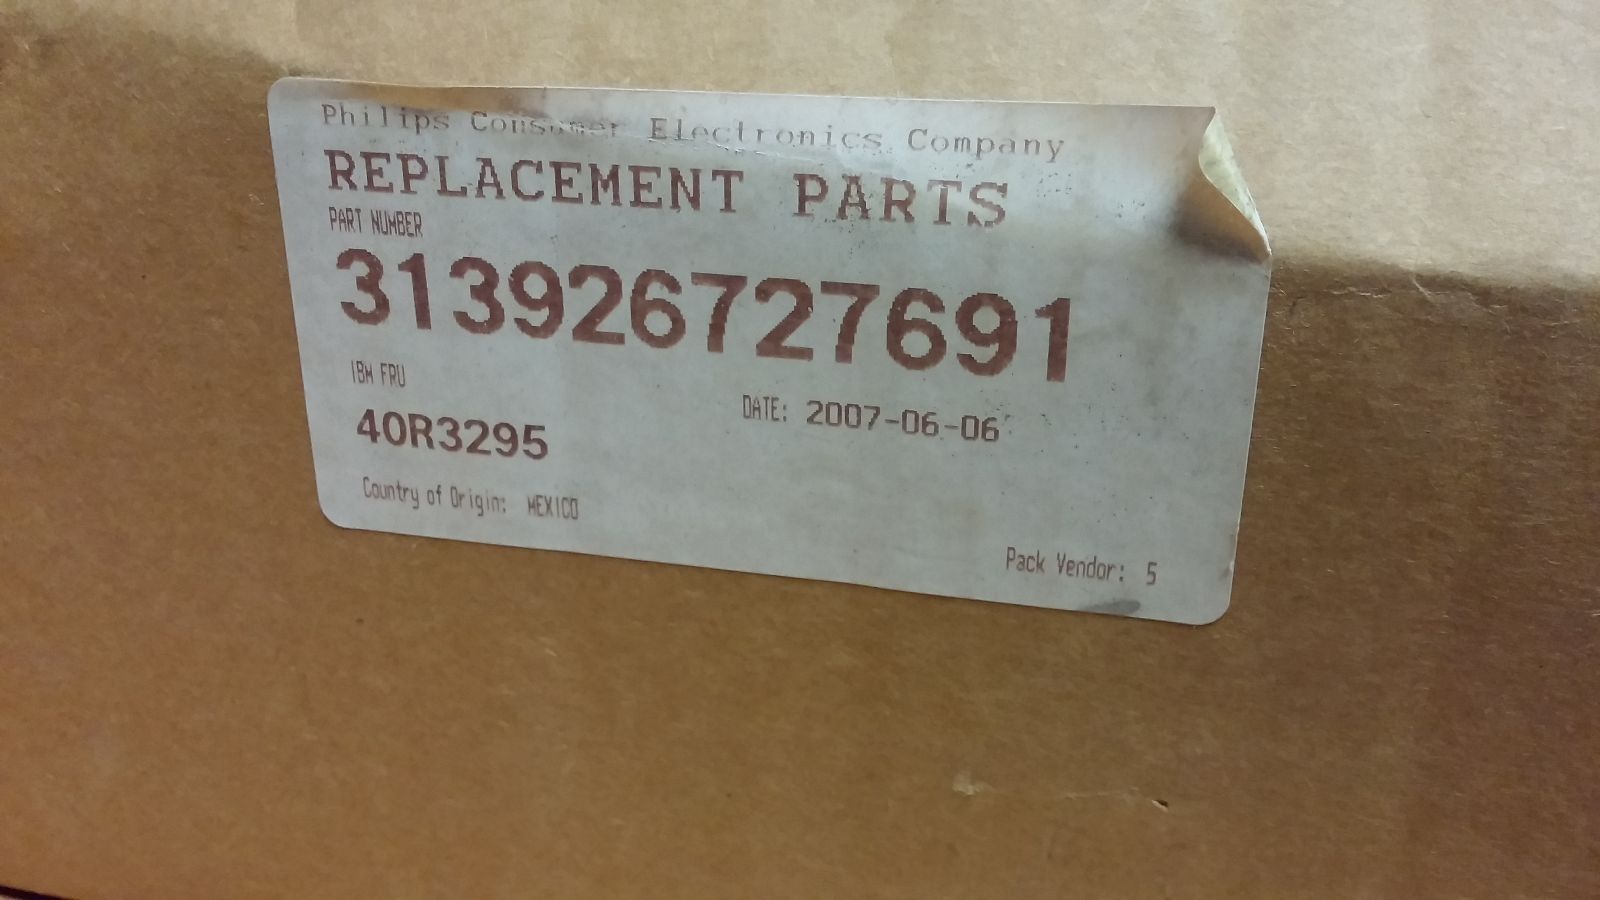 Philips Consumer Electronics Company
REPLACEMENT PARTS
PART NUMBER
313926727691
IBM FRU
40R3295
DATE: 2007-06-06
Country of Origin: MEXICO
Pack Vendor: 5